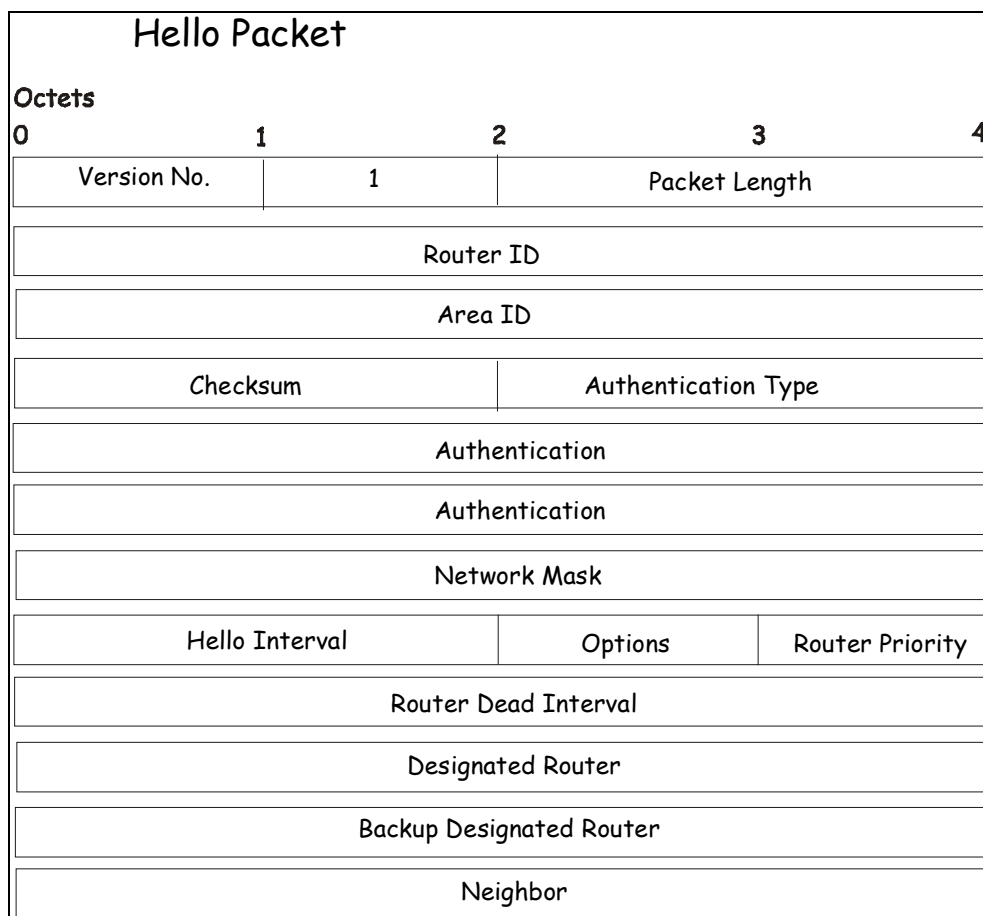 Hello Packet
Octets
0 1 2 3 4
Version No. 1 Packet Length
Router ID
Area ID
Checksum Authentication Type
Authentication
Authentication
Network Mask
Hello Interval Options Router Priority
Router Dead Interval
Designated Router
Backup Designated Router
Neighbor